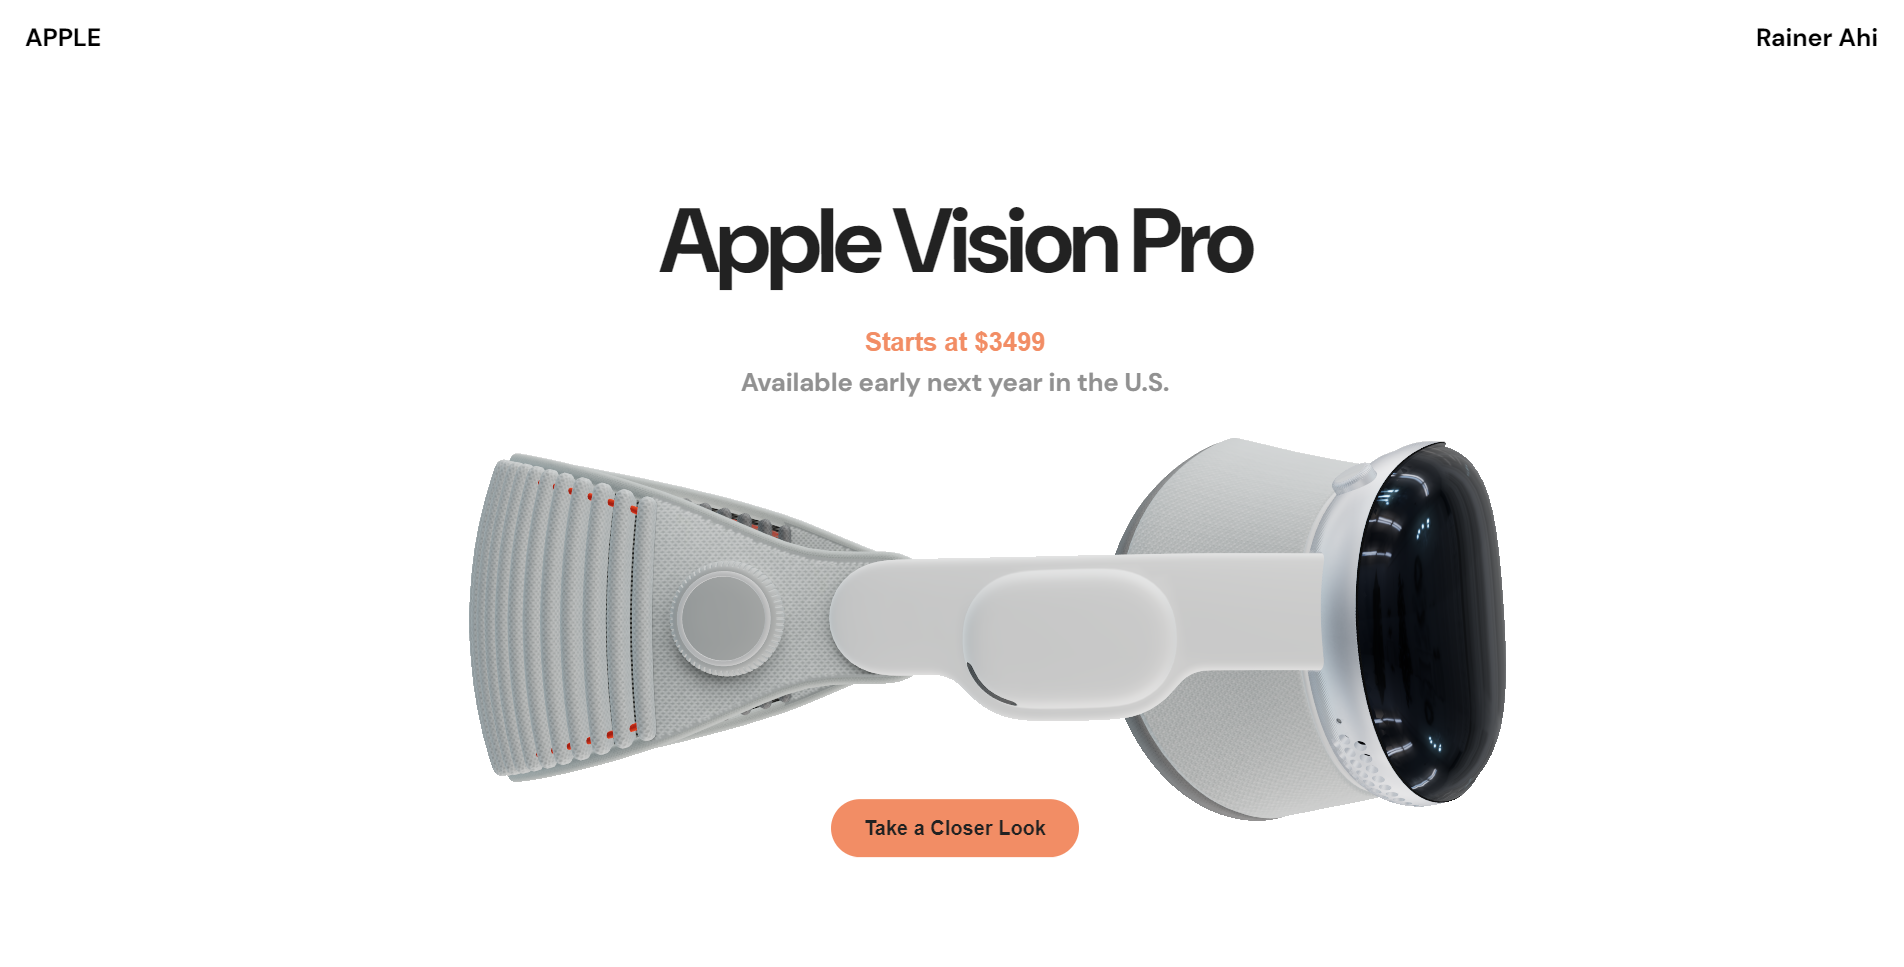 APPLE
Rainer Ahi
Apple Vision Pro
Starts at $3499
Available early next year in the U.S.
Take a Closer Look